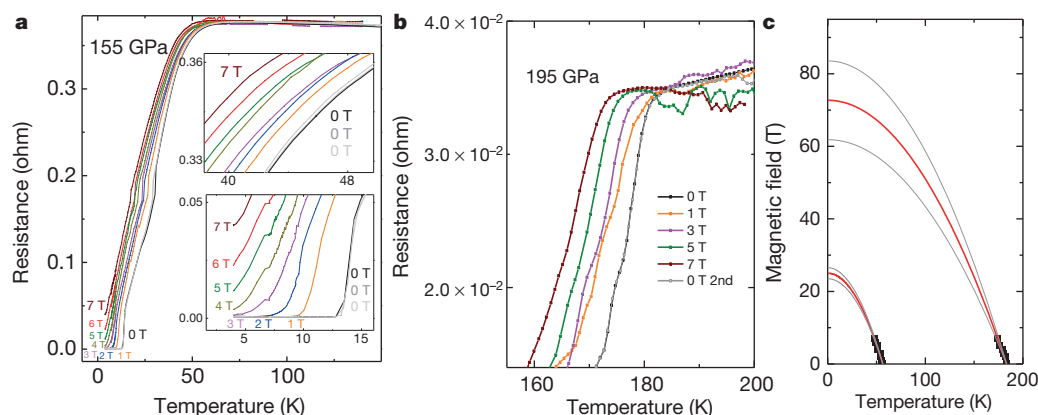 a
155 GPa
Resistance (ohm)
0.3
0.2
0.1
0.0
0 50 100
Temperature (K)
7 T
6 T
5 T
4 T
3 T 2 T 1 T
0 T
0.36
0.33
7 T
0 T
0 T
0 T
40 44 48
0.05
0.00
7 T
6 T
5 T
4 T
3 T 2 T 1 T
0 T
0 T
0 T
5 10 15
b
195 GPa
Resistance (ohm)
4.0 × 10⁻²
3.0 × 10⁻²
2.0 × 10⁻²
0 T
1 T
3 T
5 T
7 T
0 T 2nd
160 180 200
Temperature (K)
c
Magnetic field (T)
80
60
40
20
0
0 50 100 150 200
Temperature (K)